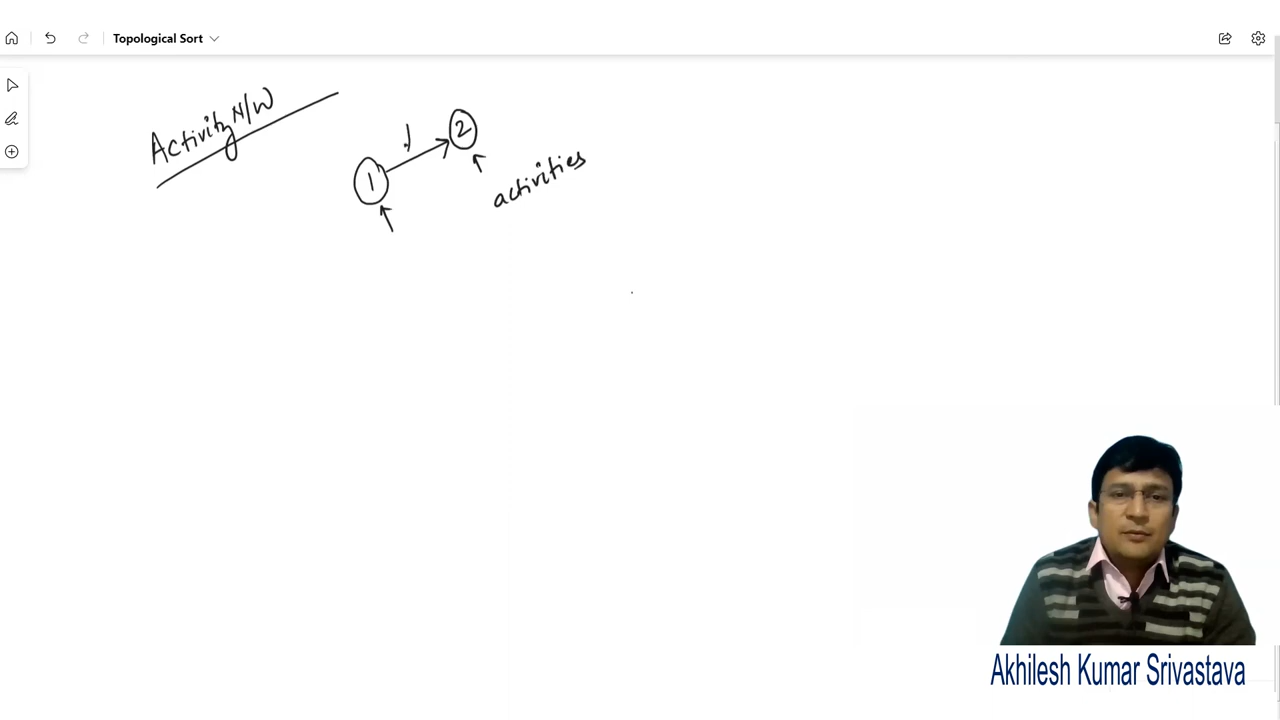 Topological Sort
Activity N/W
1
2
activities
Akhilesh Kumar Srivastava